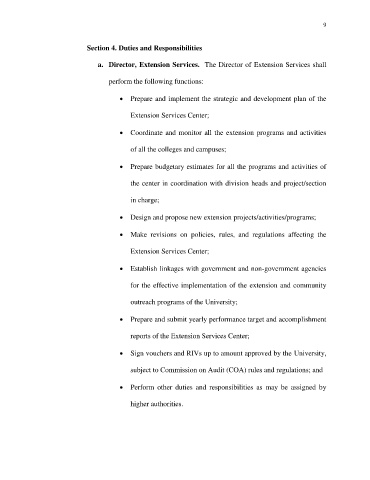 9
Section 4. Duties and Responsibilities
a. Director, Extension Services. The Director of Extension Services shall
perform the following functions:
• Prepare and implement the strategic and development plan of the
Extension Services Center;
• Coordinate and monitor all the extension programs and activities
of all the colleges and campuses;
• Prepare budgetary estimates for all the programs and activities of
the center in coordination with division heads and project/section
in charge;
• Design and propose new extension projects/activities/programs;
• Make revisions on policies, rules, and regulations affecting the
Extension Services Center;
• Establish linkages with government and non-government agencies
for the effective implementation of the extension and community
outreach programs of the University;
• Prepare and submit yearly performance target and accomplishment
reports of the Extension Services Center;
• Sign vouchers and RIVs up to amount approved by the University,
subject to Commission on Audit (COA) rules and regulations; and
• Perform other duties and responsibilities as may be assigned by
higher authorities.